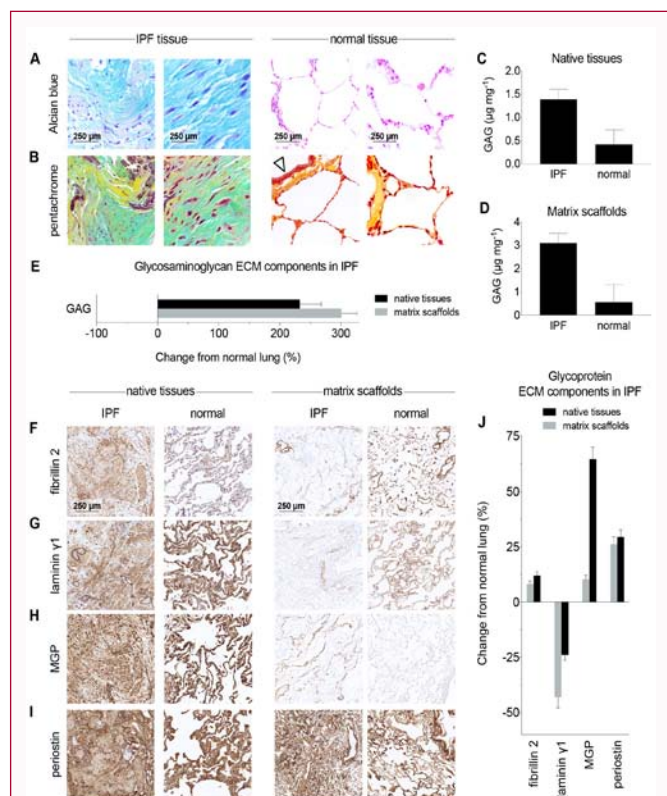 IPF tissue
normal tissue
A
Alcian blue
250 µm
250 µm
250 µm
250 µm
B
pentachrome
C
Native tissues
GAG (µg mg⁻¹)
2.0
1.5
1.0
0.5
0.0
IPF
normal
D
Matrix scaffolds
GAG (µg mg⁻¹)
4
3
2
1
0
IPF
normal
E
Glycosaminoglycan ECM components in IPF
GAG
native tissues
matrix scaffolds
-100
0
100
200
300
Change from normal lung (%)
native tissues
matrix scaffolds
IPF
normal
IPF
normal
F
fibrillin 2
250 µm
250 µm
G
laminin γ1
H
MGP
I
periostin
J
Glycoprotein
ECM components in IPF
native tissues
matrix scaffolds
Change from normal lung (%)
75
50
25
0
-25
-50
fibrillin 2
laminin γ1
MGP
periostin